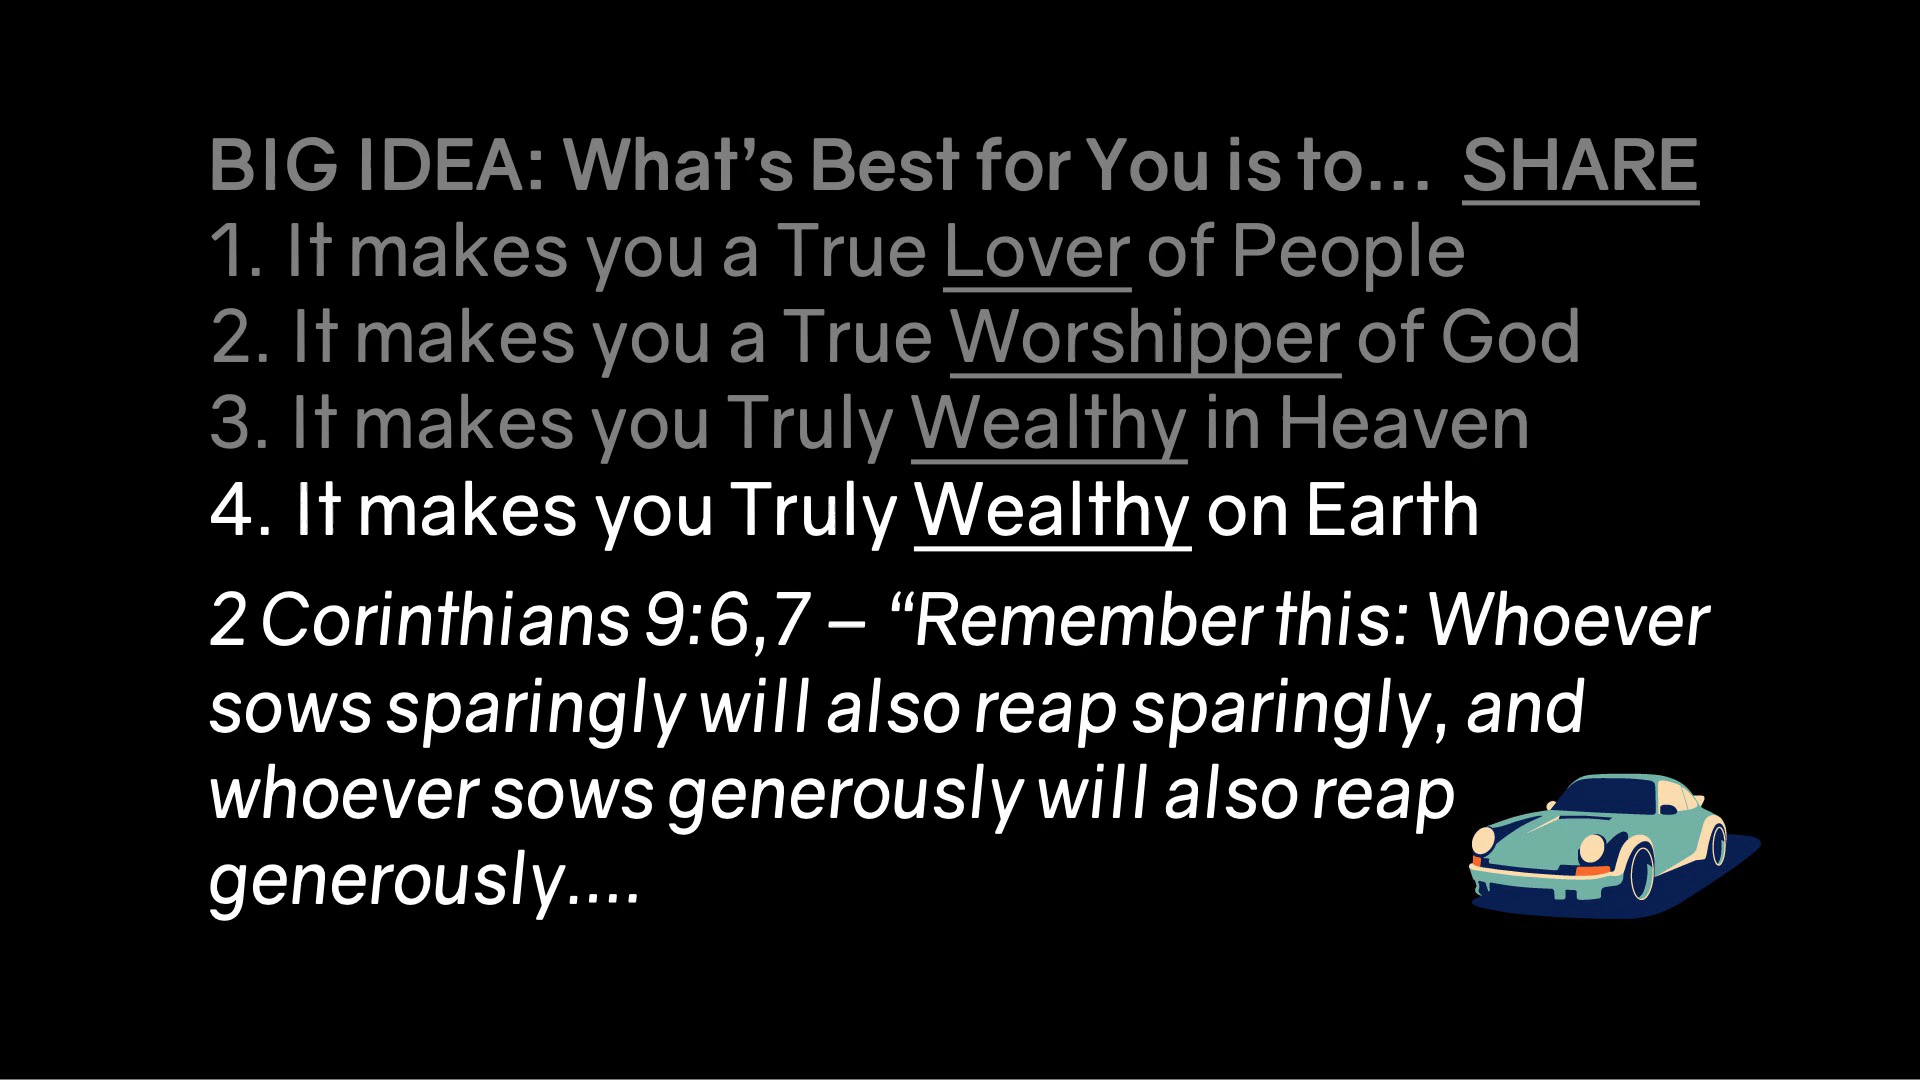 BIG IDEA: What’s Best for You is to… SHARE
1. It makes you a True Lover of People
2. It makes you a True Worshipper of God
3. It makes you Truly Wealthy in Heaven
4. It makes you Truly Wealthy on Earth
2 Corinthians 9:6,7 – “Remember this: Whoever
sows sparingly will also reap sparingly, and
whoever sows generously will also reap
generously....